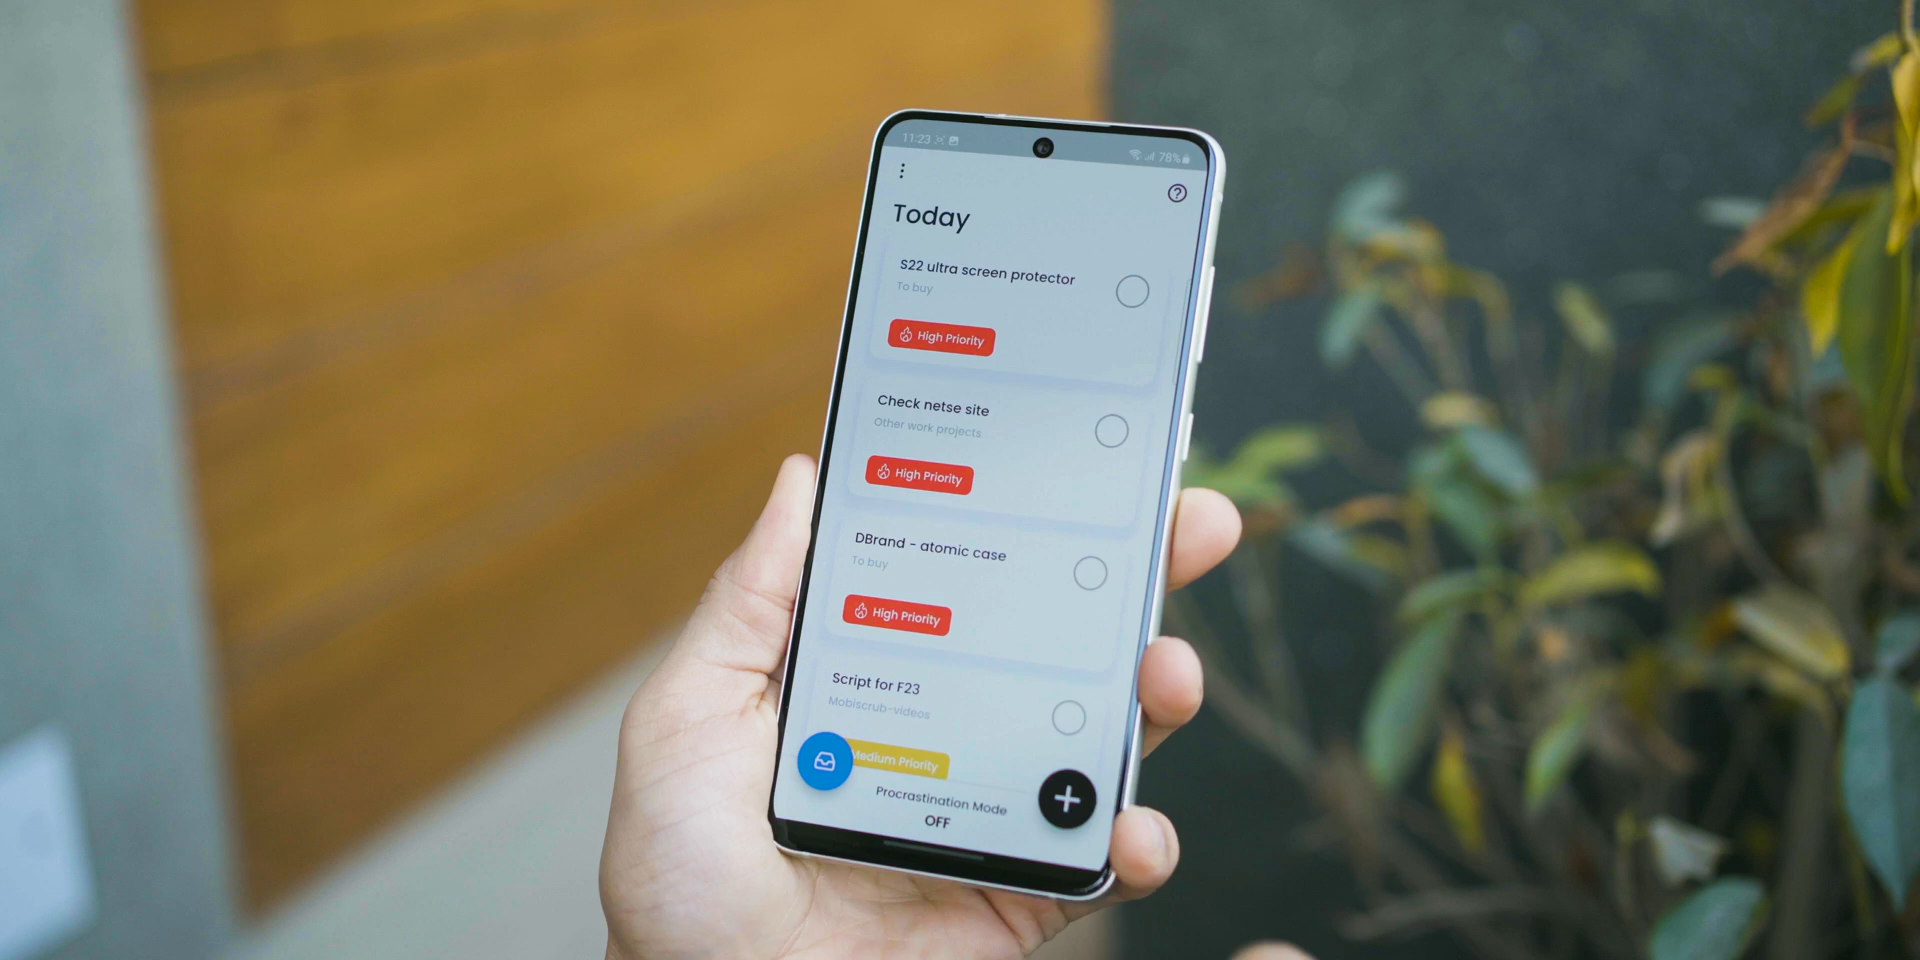 11:23
78%
Today
S22 ultra screen protector
To buy
High Priority
Check netse site
Other work projects
High Priority
DBrand - atomic case
To buy
High Priority
Script for F23
Mobiscrub-videos
Medium Priority
Procrastination Mode
OFF